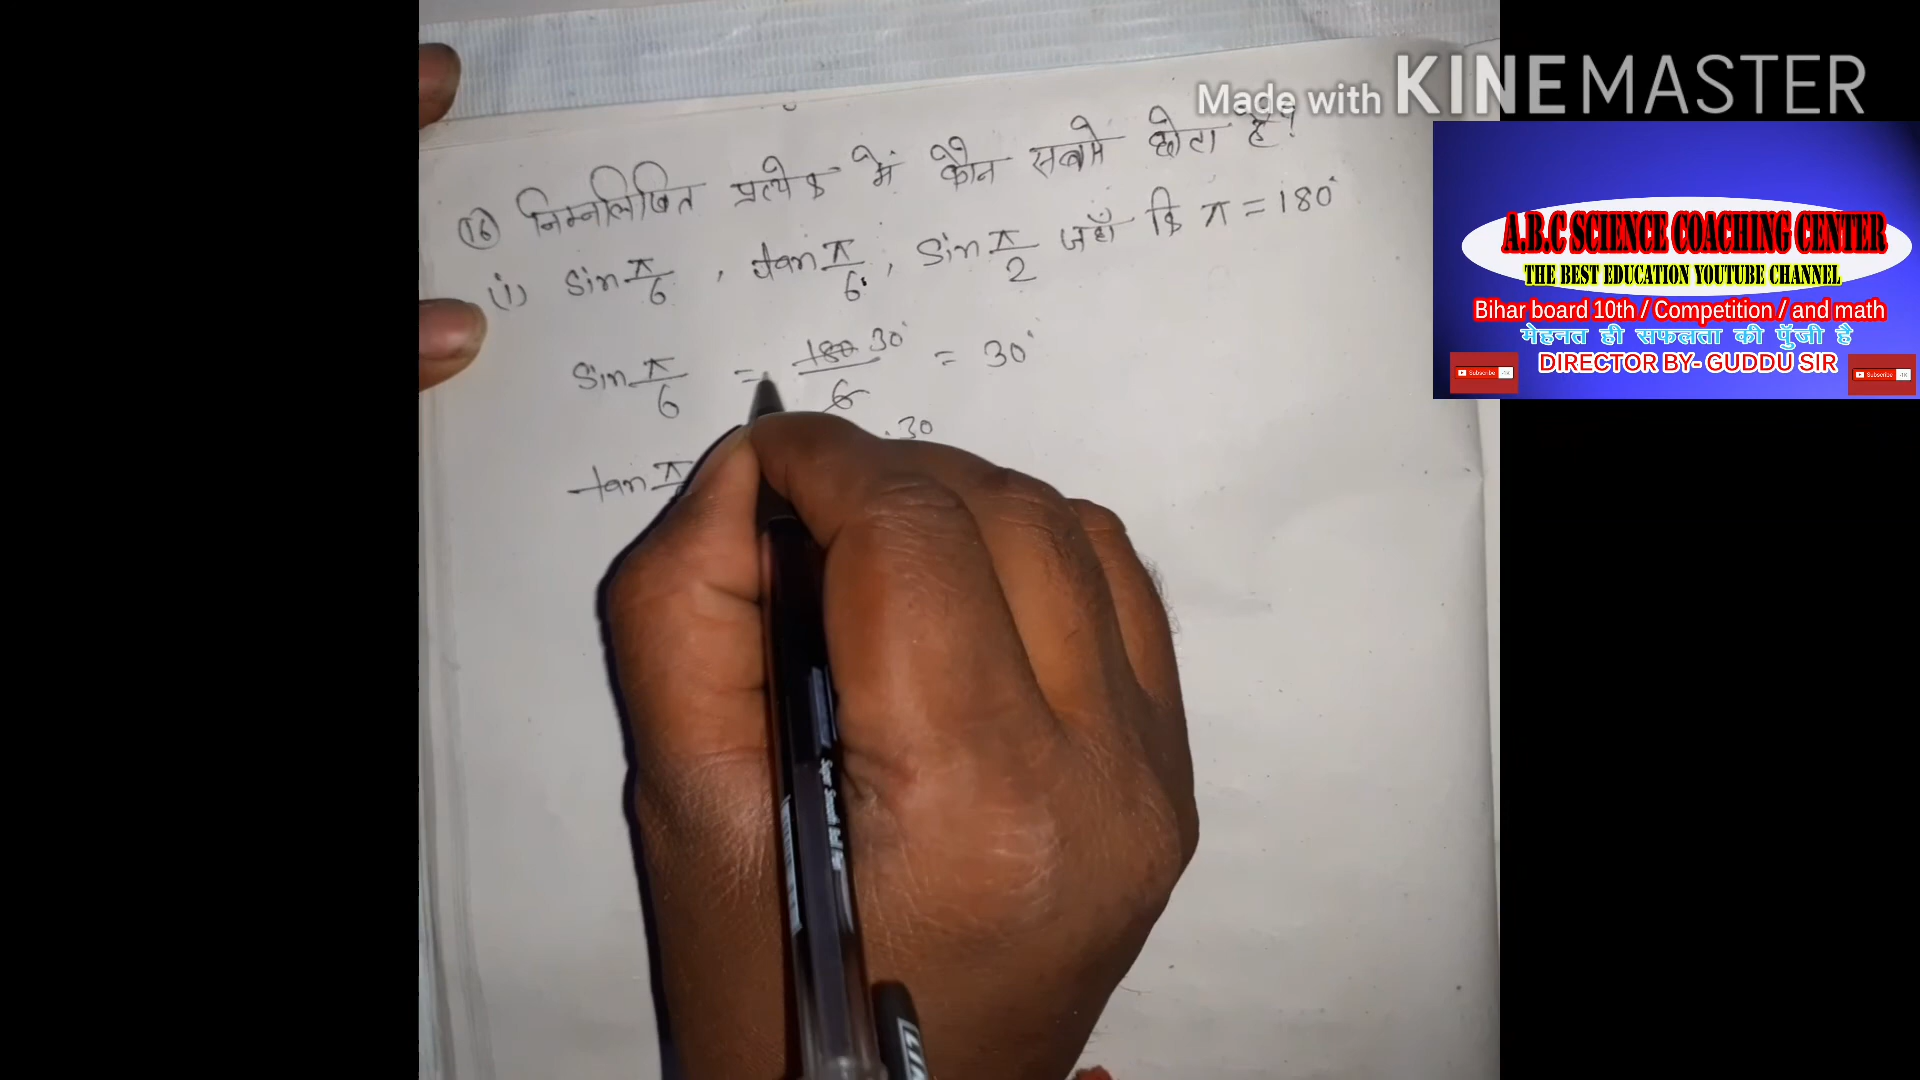 Made with KINEMASTER
(16) निम्नलिखित प्रत्येक में कौन सबसे छोटा है?
(i) sin π/6 , tan π/6 , sin π/2 जहाँ कि π = 180°
sin π/6 = 180 30°/6 = 30°
30
tan π
A.B.C SCIENCE COACHING CENTER
THE BEST EDUCATION YOUTUBE CHANNEL
Bihar board 10th / Competition / and math
मेहनत ही सफलता की पुँजी है
DIRECTOR BY- GUDDU SIR
Subscribe
Subscribe